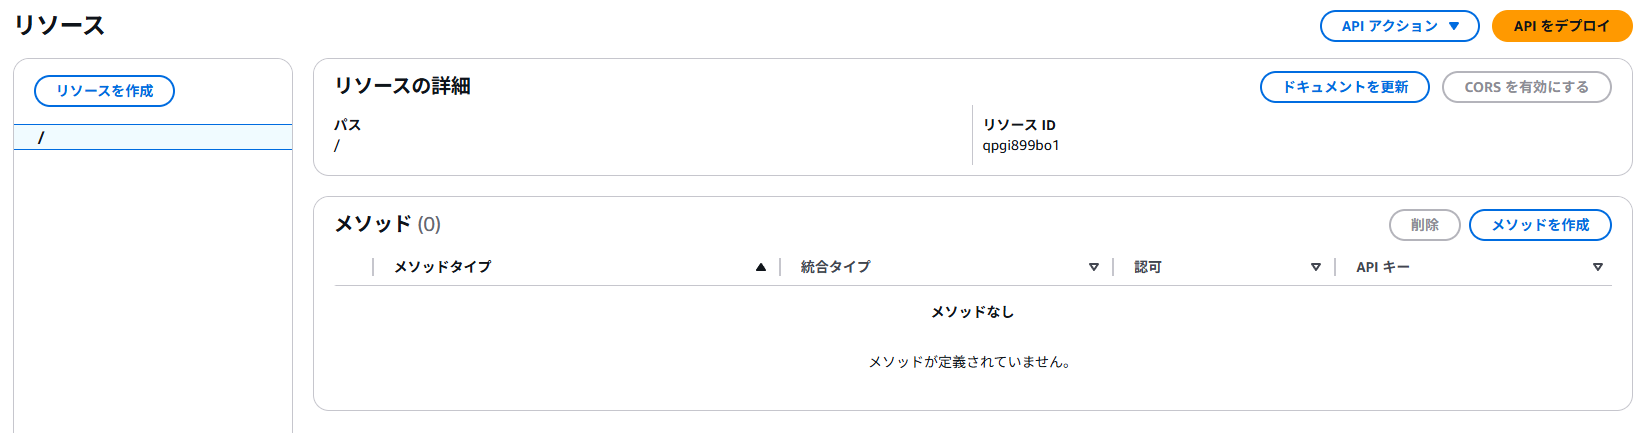 リソース
API アクション
API をデプロイ
リソースを作成
/
リソースの詳細
ドキュメントを更新
CORS を有効にする
パス
/
リソース ID
qpgi899bo1
メソッド (0)
削除
メソッドを作成
メソッドタイプ
統合タイプ
認可
API キー
メソッドなし
メソッドが定義されていません。